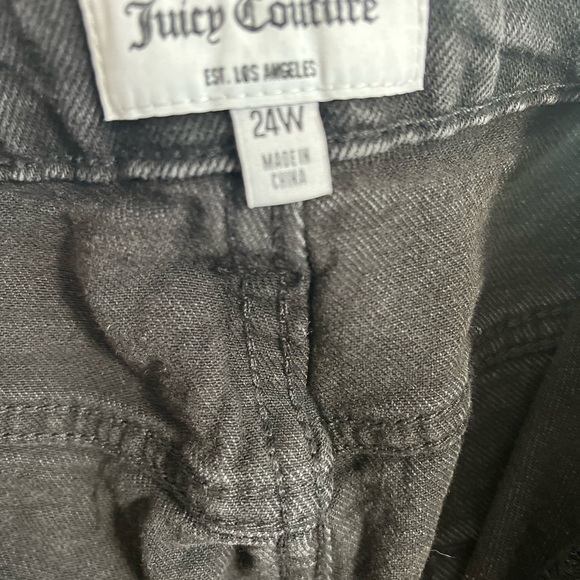 Juicy Couture
EST. LOS ANGELES
24W
MADE IN
CHINA